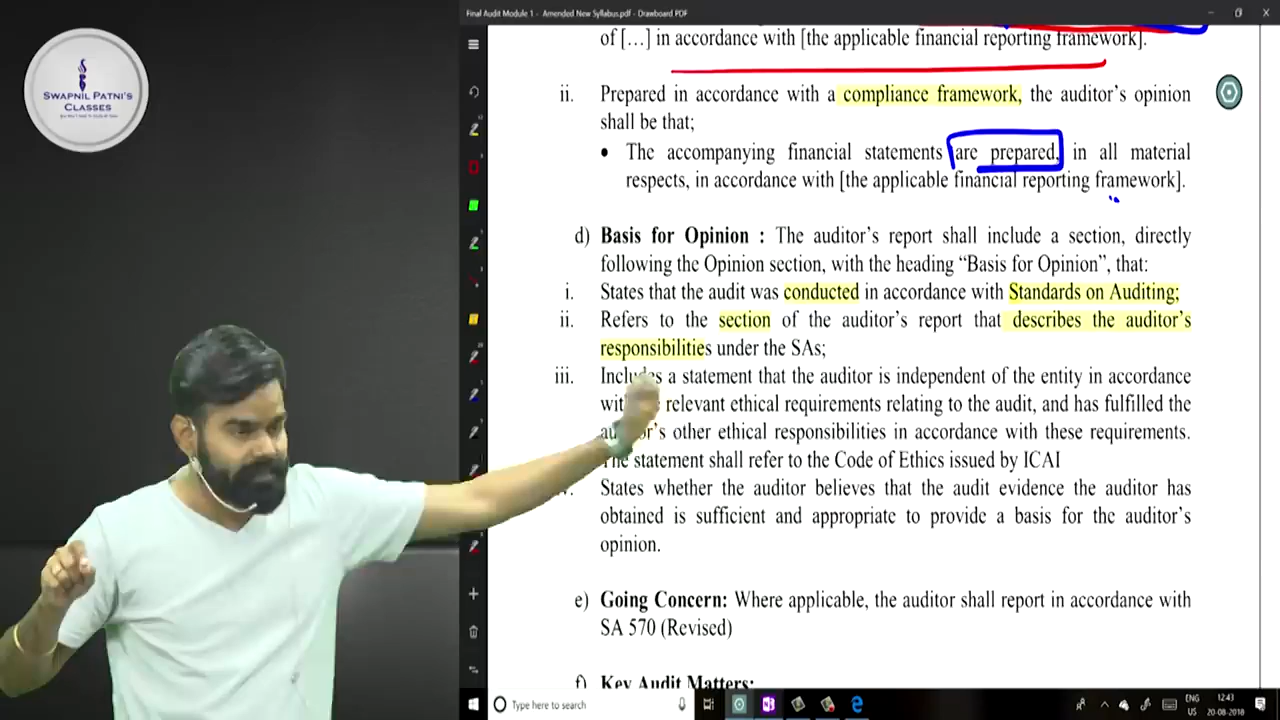 Final Audit Module 1 - Amended New Syllabus.pdf - Drawboard PDF
SWAPNIL PATNI'S
CLASSES
of […] in accordance with [the applicable financial reporting framework].
ii. Prepared in accordance with a compliance framework, the auditor's opinion
shall be that;
• The accompanying financial statements are prepared, in all material
respects, in accordance with [the applicable financial reporting framework].
d) Basis for Opinion : The auditor's report shall include a section, directly
following the Opinion section, with the heading “Basis for Opinion”, that:
i. States that the audit was conducted in accordance with Standards on Auditing;
ii. Refers to the section of the auditor's report that describes the auditor's
responsibilities under the SAs;
iii. Includes a statement that the auditor is independent of the entity in accordance
relevant ethical requirements relating to the audit, and has fulfilled the
other ethical responsibilities in accordance with these requirements.
The statement shall refer to the Code of Ethics issued by ICAI
States whether the auditor believes that the audit evidence the auditor has
obtained is sufficient and appropriate to provide a basis for the auditor's
opinion.
e) Going Concern: Where applicable, the auditor shall report in accordance with
SA 570 (Revised)
f) Key Audit Matters:
Type here to search
ENG
US
12:43
20-08-2018